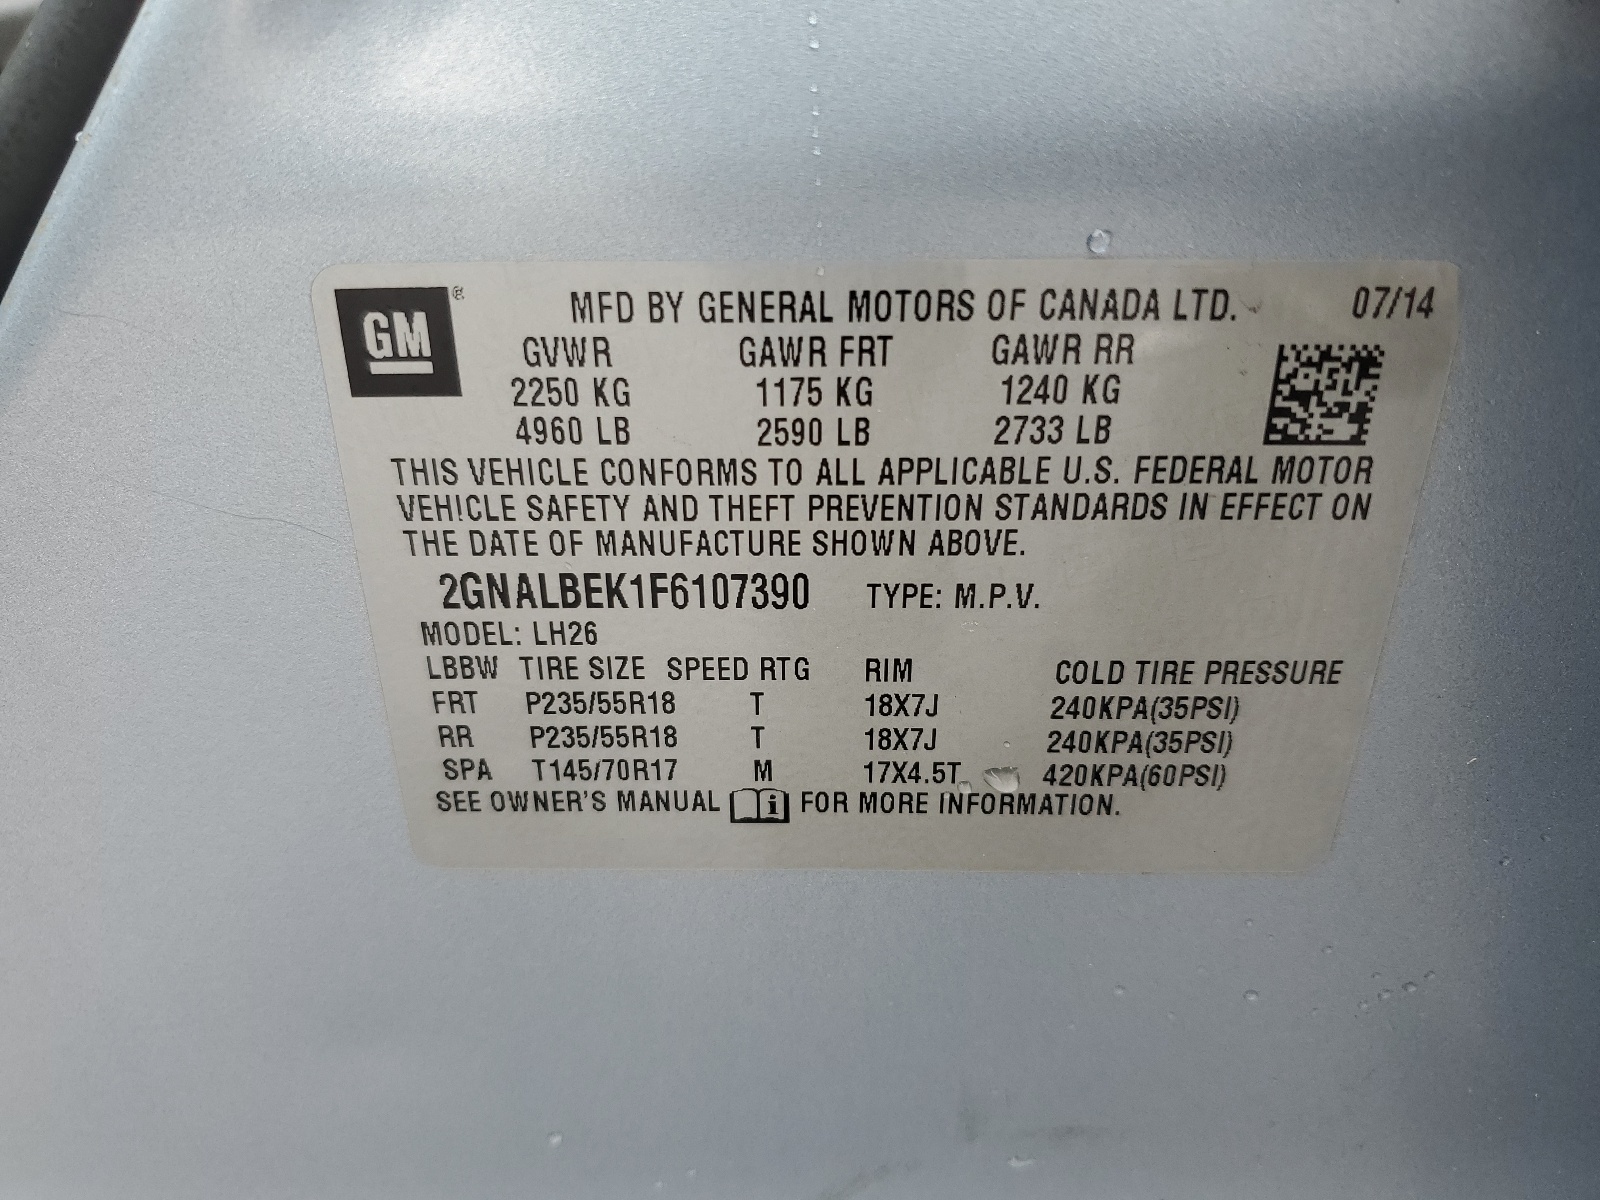 GM ®
MFD BY GENERAL MOTORS OF CANADA LTD. 07/14
GVWR GAWR FRT GAWR RR
2250 KG 1175 KG 1240 KG
4960 LB 2590 LB 2733 LB
THIS VEHICLE CONFORMS TO ALL APPLICABLE U.S. FEDERAL MOTOR
VEHICLE SAFETY AND THEFT PREVENTION STANDARDS IN EFFECT ON
THE DATE OF MANUFACTURE SHOWN ABOVE.
2GNALBEK1F6107390 TYPE: M.P.V.
MODEL: LH26
LBBW TIRE SIZE SPEED RTG RIM COLD TIRE PRESSURE
FRT P235/55R18 T 18X7J 240KPA(35PSI)
RR P235/55R18 T 18X7J 240KPA(35PSI)
SPA T145/70R17 M 17X4.5T 420KPA(60PSI)
SEE OWNER'S MANUAL i FOR MORE INFORMATION.